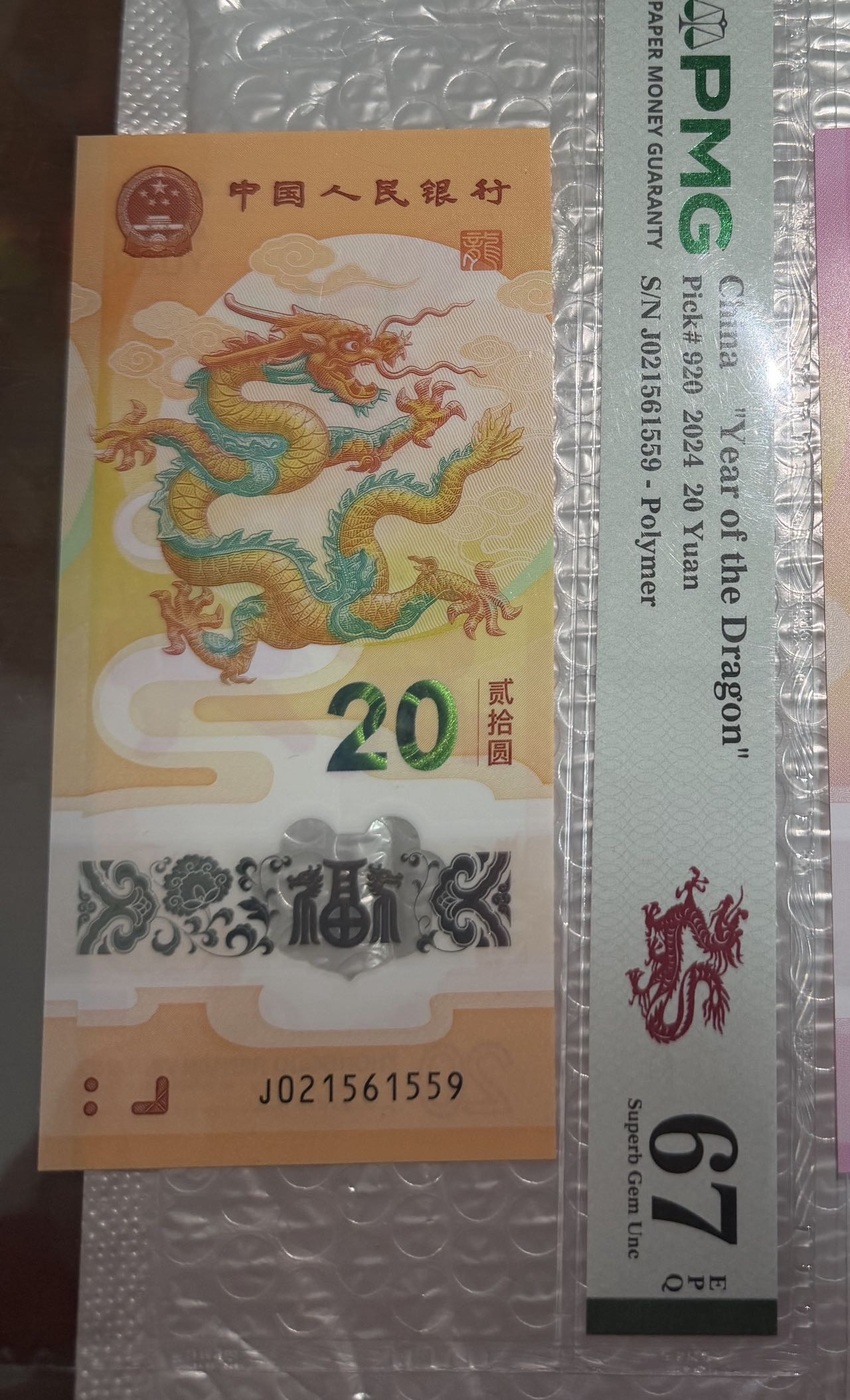 中国人民银行
龍
20
贰拾圆
福
J021561559
PMG
PAPER MONEY GUARANTY
China "Year of the Dragon"
Pick# 920 2024 20 Yuan
S/N J021561559 - Polymer
67
EPQ
Superb Gem Unc